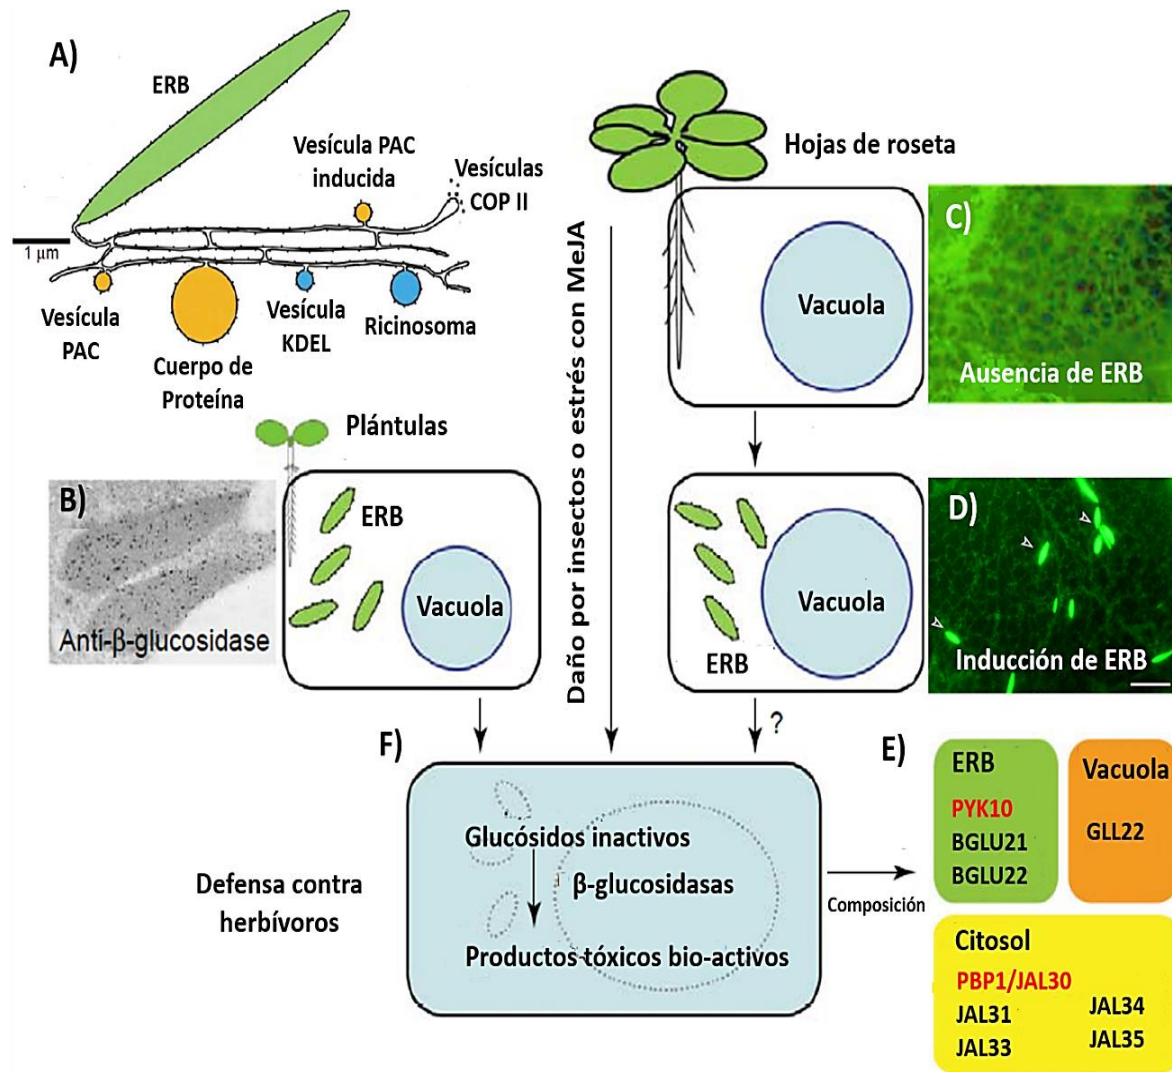 A)
ERB
Vesícula PAC
inducida
Vesículas
COP II
1 μm
Vesícula
PAC
Cuerpo de
Proteína
Vesícula
KDEL
Ricinosoma
Hojas de roseta
Vacuola
C)
Ausencia de ERB
Plántulas
B)
Anti-β-glucosidase
ERB
Vacuola
Daño por insectos o estrés con MeJA
Vacuola
ERB
D)
Inducción de ERB
?
F)
Glucósidos inactivos
β-glucosidasas
Productos tóxicos bio-activos
Defensa contra
herbívoros
Composición
E)
ERB
PYK10
BGLU21
BGLU22
Vacuola
GLL22
Citosol
PBP1/JAL30
JAL31
JAL33
JAL34
JAL35